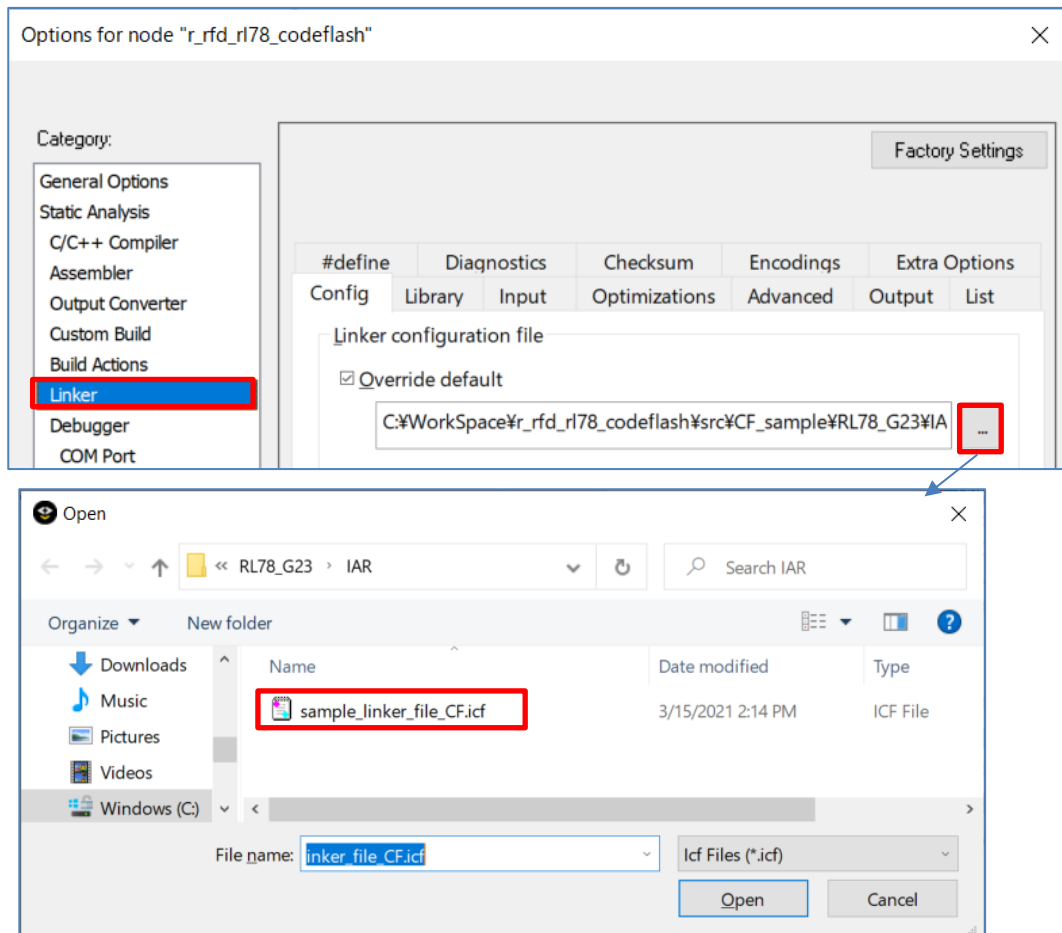 Options for node "r_rfd_rl78_codeflash"
Category:
Factory Settings
General Options
Static Analysis
C/C++ Compiler
Assembler
Output Converter
Custom Build
Build Actions
Linker
Debugger
COM Port
#define Diagnostics Checksum Encodings Extra Options
Config Library Input Optimizations Advanced Output List
Linker configuration file
Override default
C:¥WorkSpace¥r_rfd_rl78_codeflash¥src¥CF_sample¥RL78_G23¥IA
...
Open
« RL78_G23 › IAR
Search IAR
Organize New folder
Downloads
Music
Pictures
Videos
Windows (C:)
Name Date modified Type
sample_linker_file_CF.icf 3/15/2021 2:14 PM ICF File
File name: inker_file_CF.icf Icf Files (*.icf)
Open Cancel